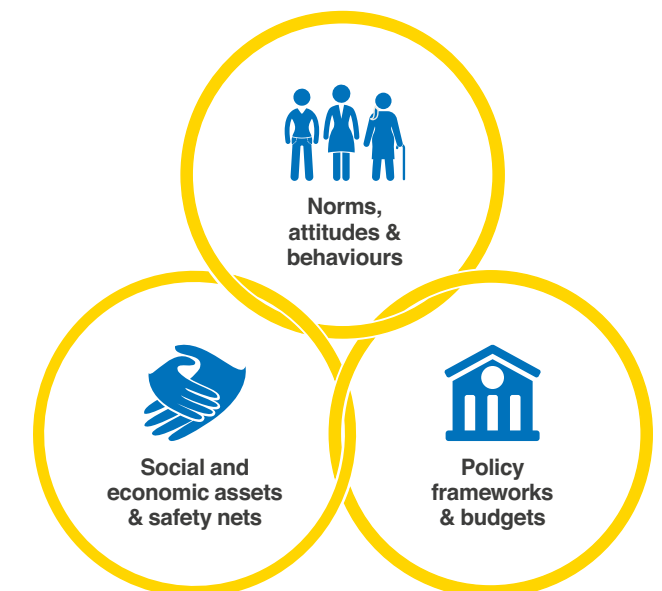 Norms,
attitudes &
behaviours
Social and
economic assets
& safety nets
Policy
frameworks
& budgets